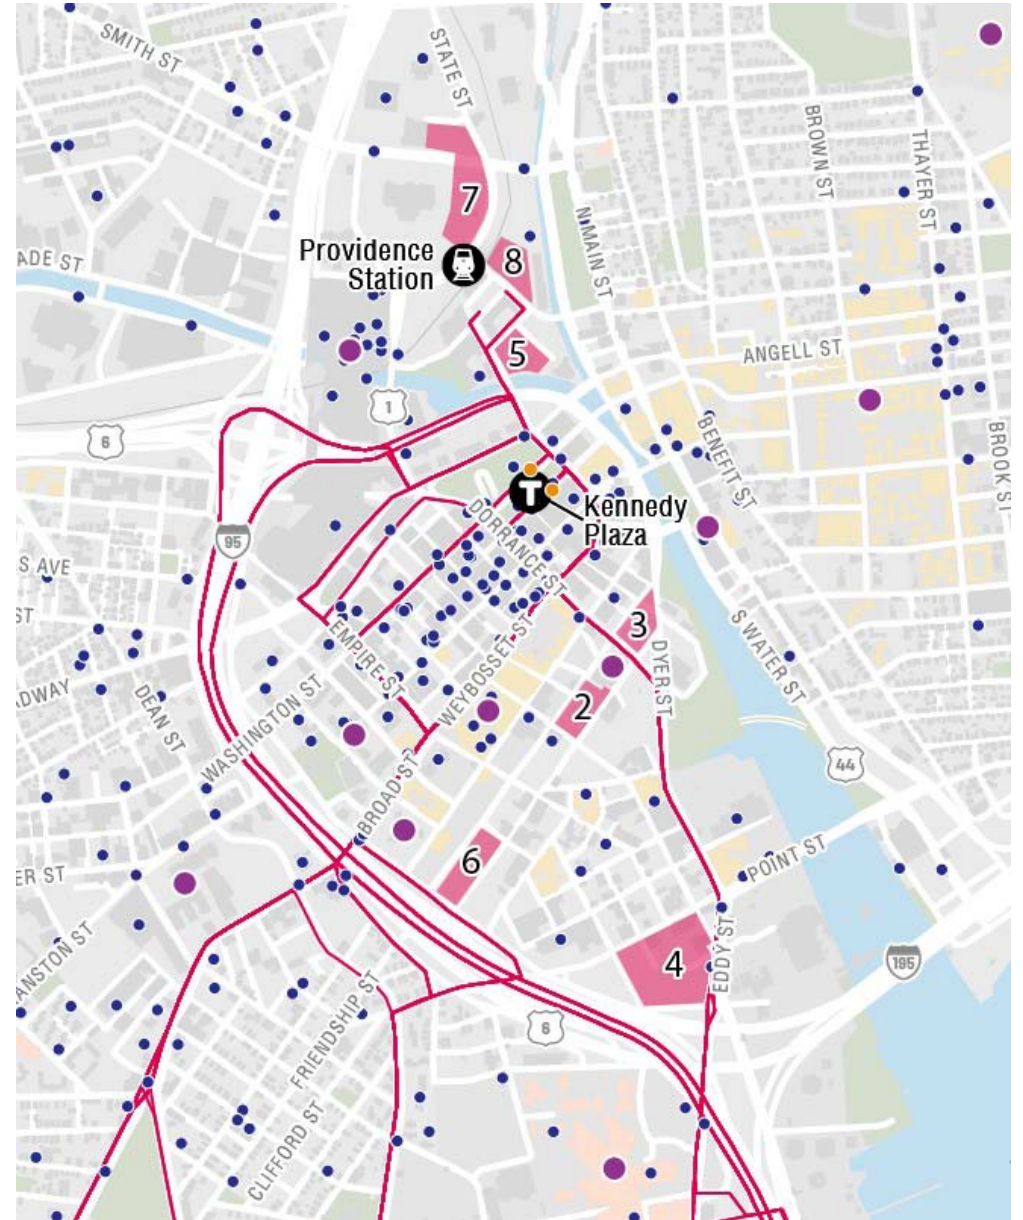 SMITH ST
STATE ST
BROWN ST
THAYER ST
7
N MAIN ST
Providence
Station
8
ADE ST
5
ANGELL ST
1
6
BENEFIT ST
BROOK ST
T
Kennedy
Plaza
DORRANCE ST
95
S AVE
ST
3
S WATER ST
EMPIRE ST
WEYBOSSET ST
DYER ST
DWAY
DEAN ST
WASHINGTON ST
2
44
BROAD ST
6
POINT ST
ER ST
EDDY ST
4
195
ANSTON ST
FRIENDSHIP ST
6
CLIFFORD ST